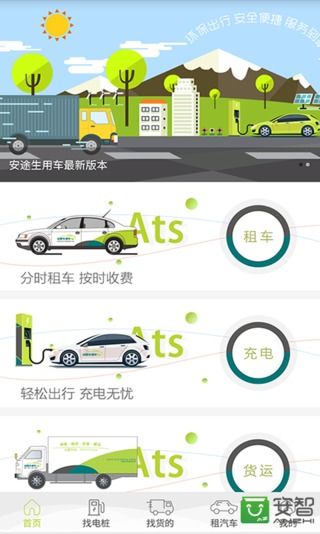 环保出行 安全便捷 服务
安途生用车最新版本
Ats
租车
分时租车 按时收费
Ats
充电
轻松出行 充电无忧
Ats
货运
首页
找电桩
找货的
租汽车
我的
安智
ANZHI